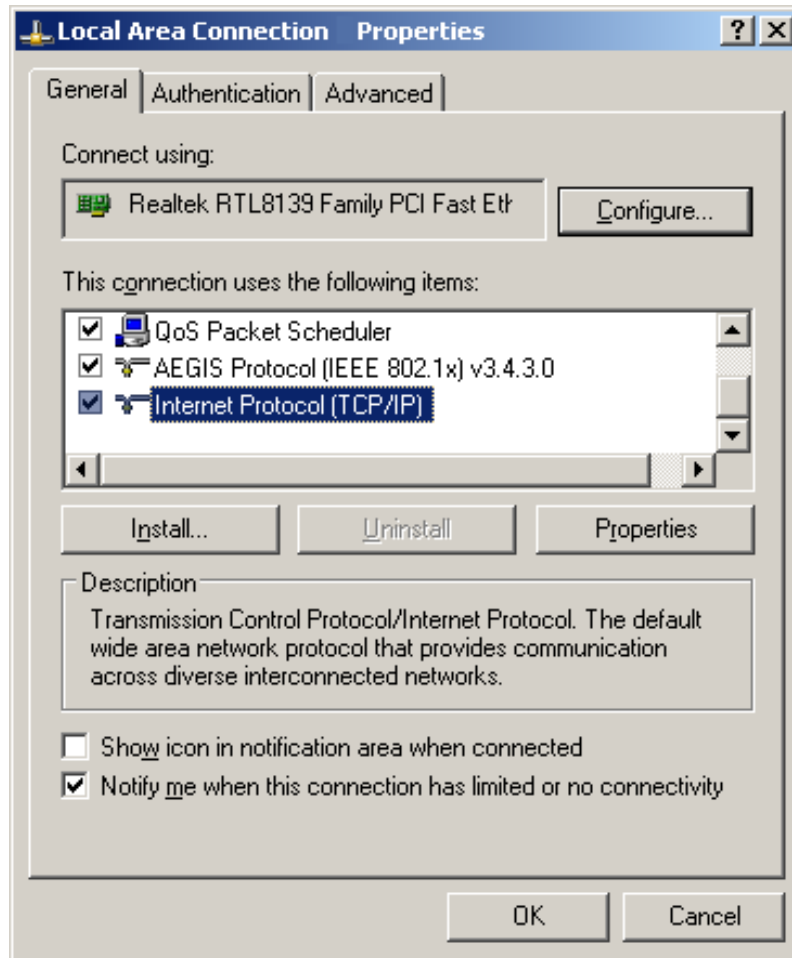 Local Area Connection Properties
General Authentication Advanced
Connect using:
Realtek RTL8139 Family PCI Fast Eth Configure...
This connection uses the following items:
QoS Packet Scheduler
AEGIS Protocol (IEEE 802.1x) v3.4.3.0
Internet Protocol (TCP/IP)
Install... Uninstall Properties
Description
Transmission Control Protocol/Internet Protocol. The default
wide area network protocol that provides communication
across diverse interconnected networks.
Show icon in notification area when connected
Notify me when this connection has limited or no connectivity
OK Cancel